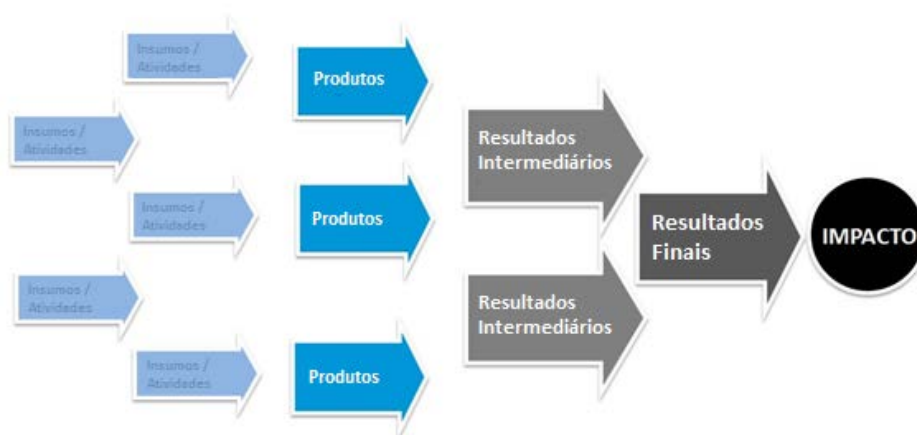 Insumos /
Atividades
Produtos
Insumos /
Atividades
Resultados
Intermediários
Insumos /
Atividades
Produtos
Resultados
Finais
IMPACTO
Insumos /
Atividades
Resultados
Intermediários
Insumos /
Atividades
Produtos